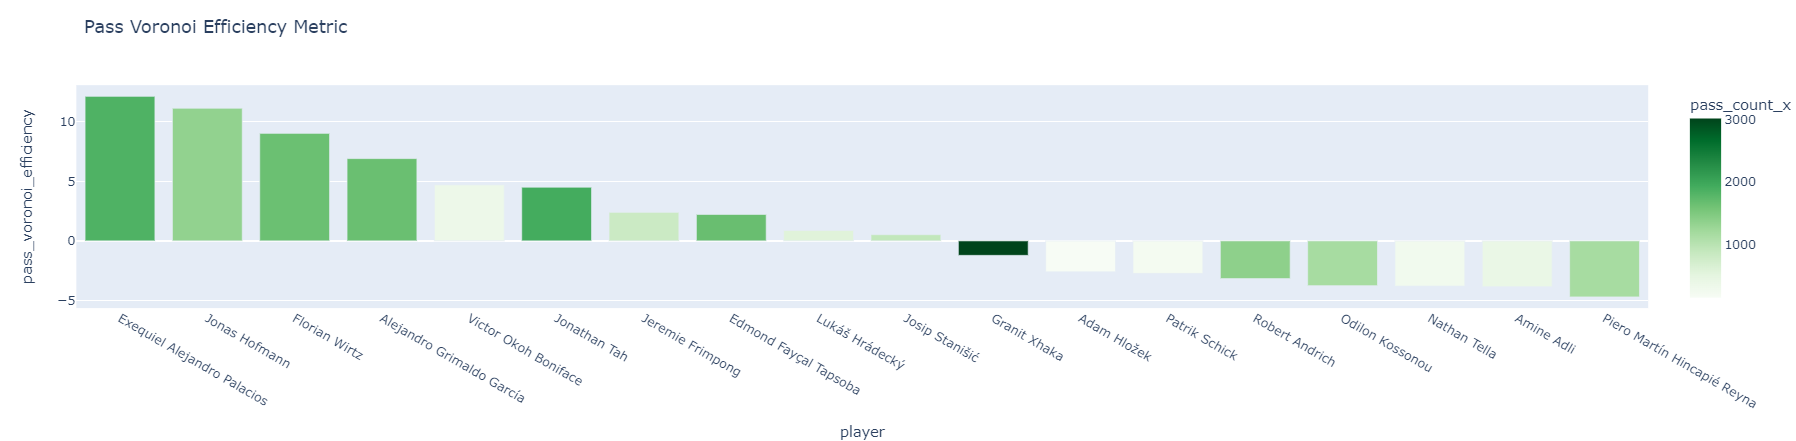 Pass Voronoi Efficiency Metric
pass_voronoi_efficiency
10
5
0
−5
Exequiel Alejandro Palacios
Jonas Hofmann
Florian Wirtz
Alejandro Grimaldo García
Victor Okoh Boniface
Jonathan Tah
Jeremie Frimpong
Edmond Fayçal Tapsoba
Lukáš Hrádecký
Josip Stanišić
Granit Xhaka
Adam Hložek
Patrik Schick
Robert Andrich
Odilon Kossonou
Nathan Tella
Amine Adli
Piero Martín Hincapié Reyna
player
pass_count_x
3000
2000
1000